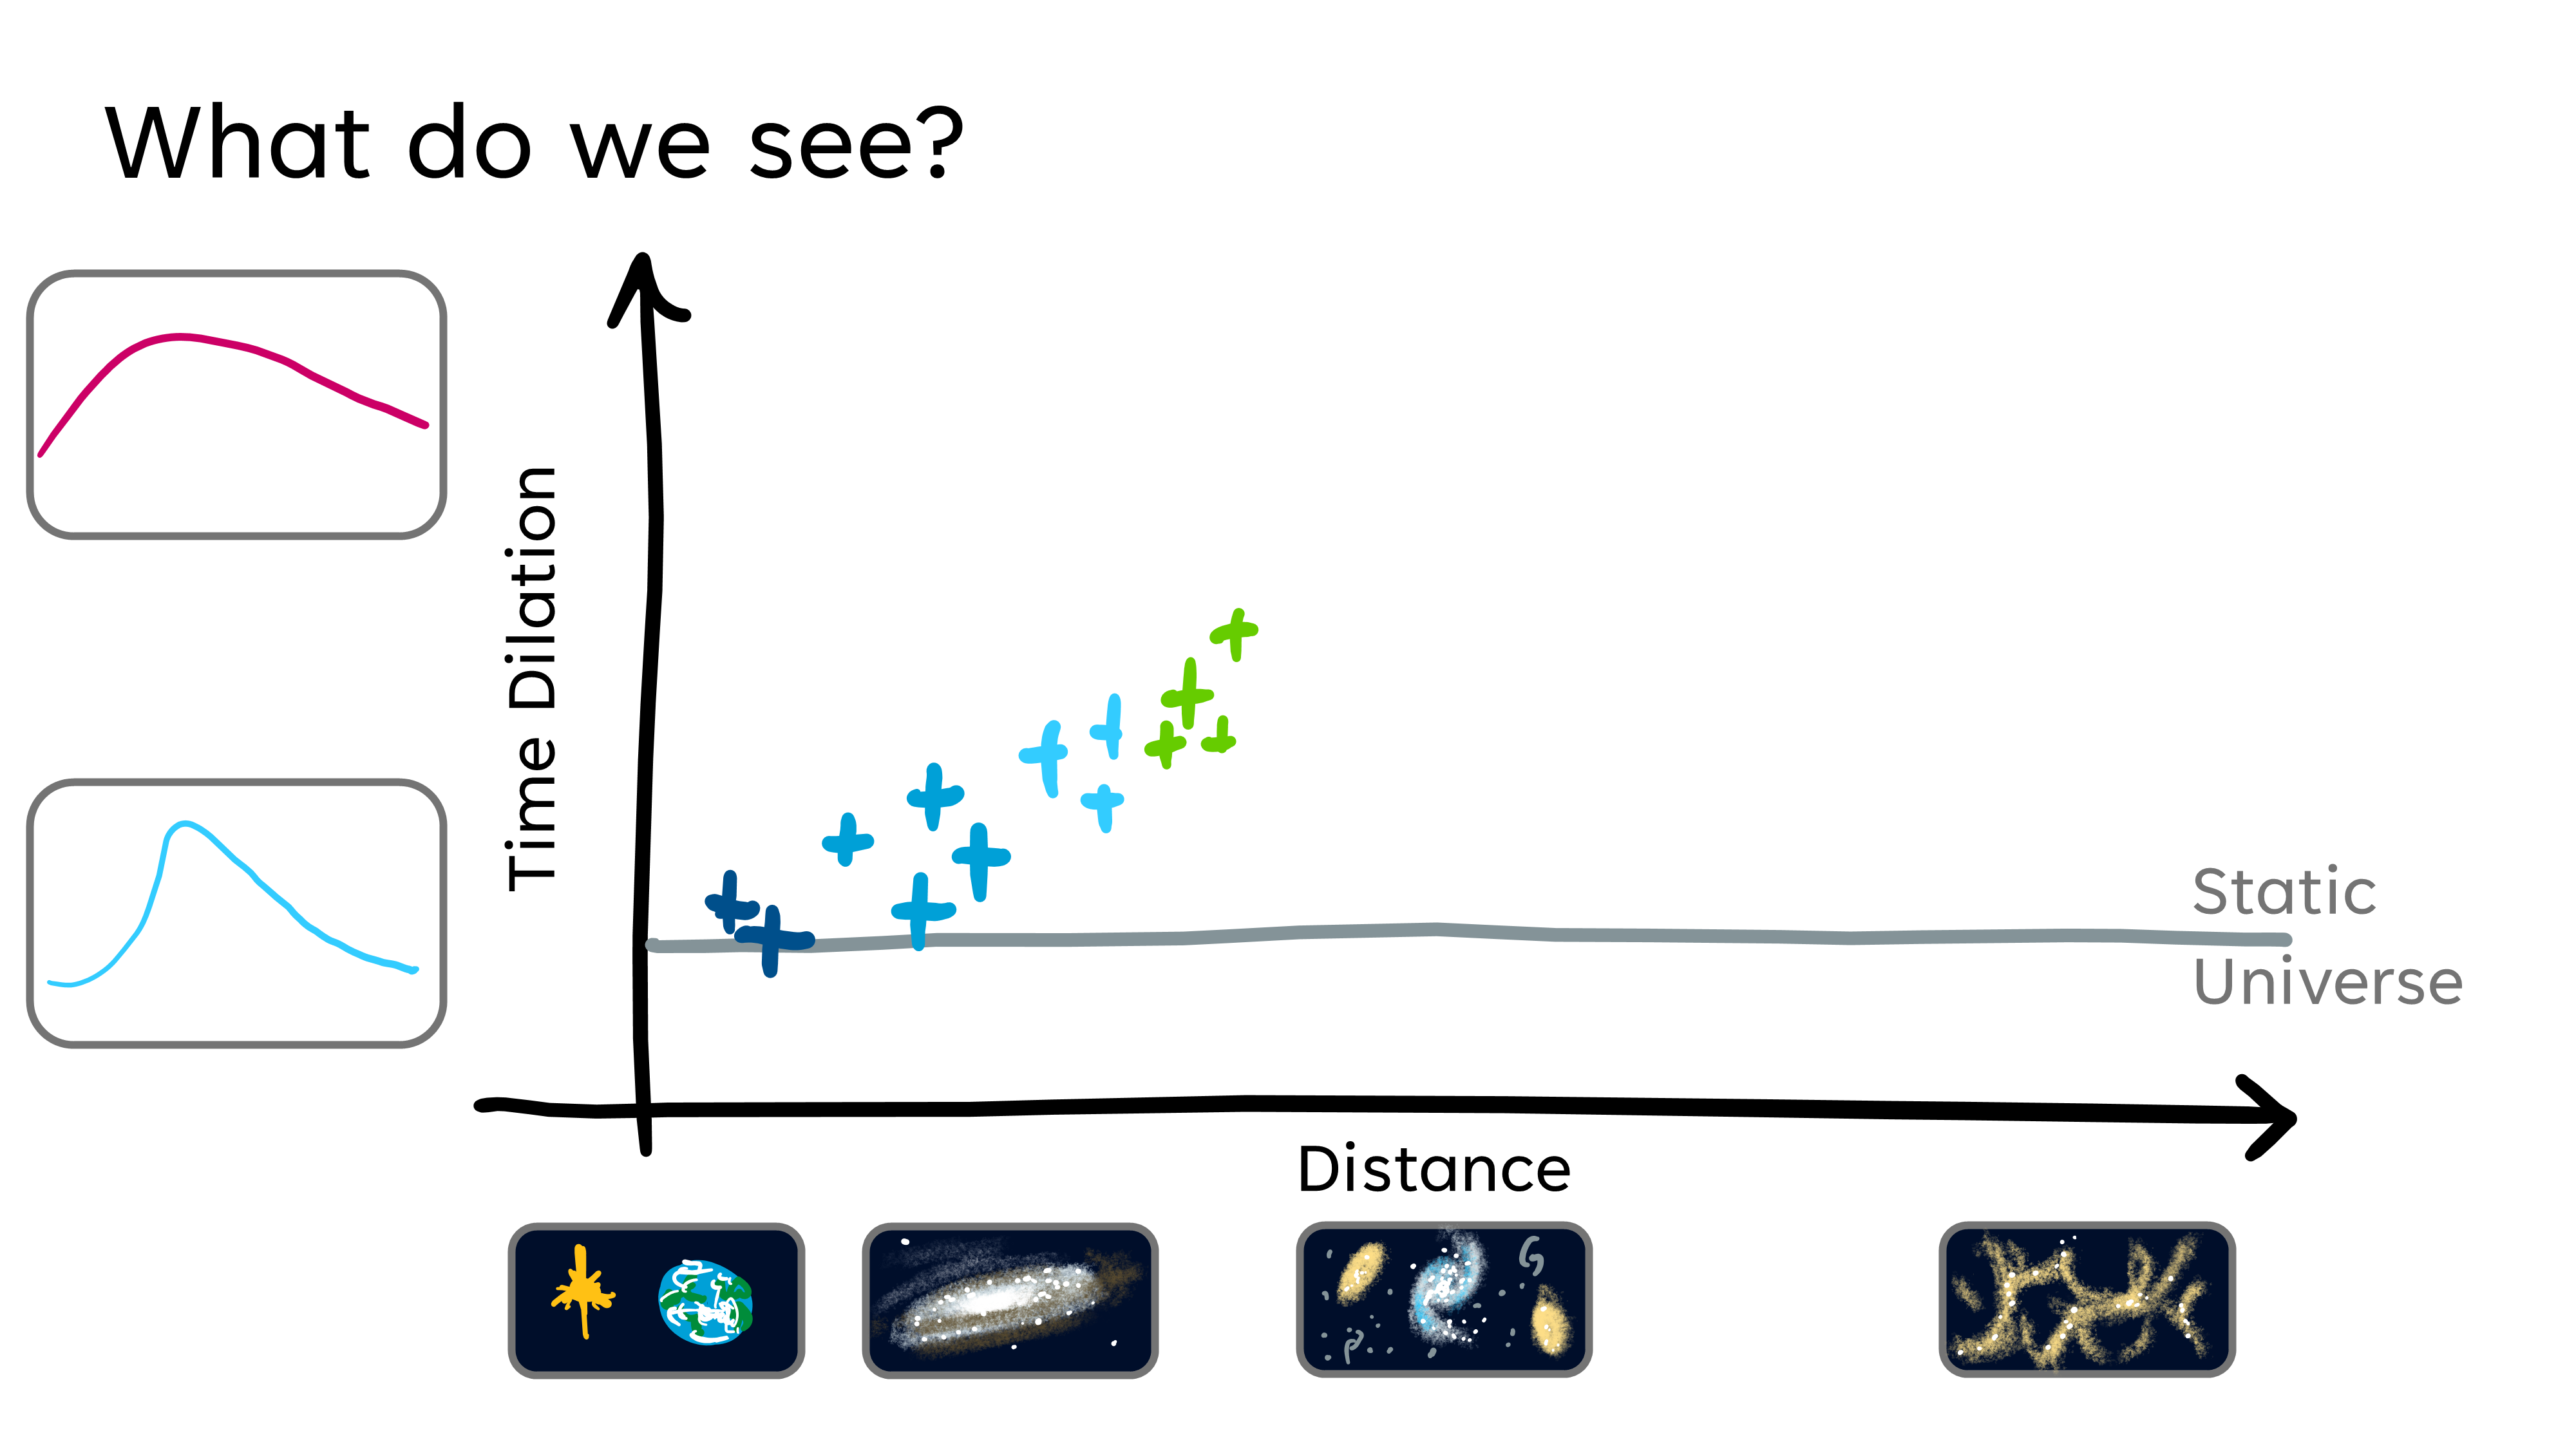 What do we see?
Time Dilation
Static
Universe
Distance